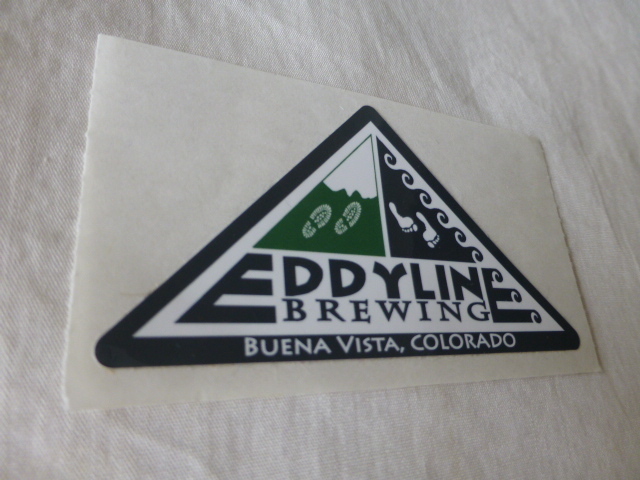 EDDYLINE
BREWING
BUENA VISTA, COLORADO